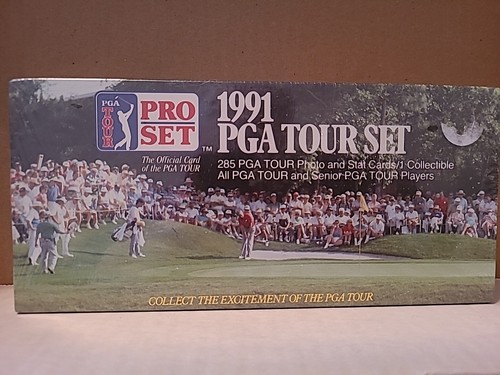 PGA
TOUR
PRO
SET
™
The Official Card
of the PGA TOUR
1991
PGA TOUR SET
285 PGA TOUR Photo and Stat Cards/1 Collectible
All PGA TOUR and Senior PGA TOUR Players
COLLECT THE EXCITEMENT OF THE PGA TOUR